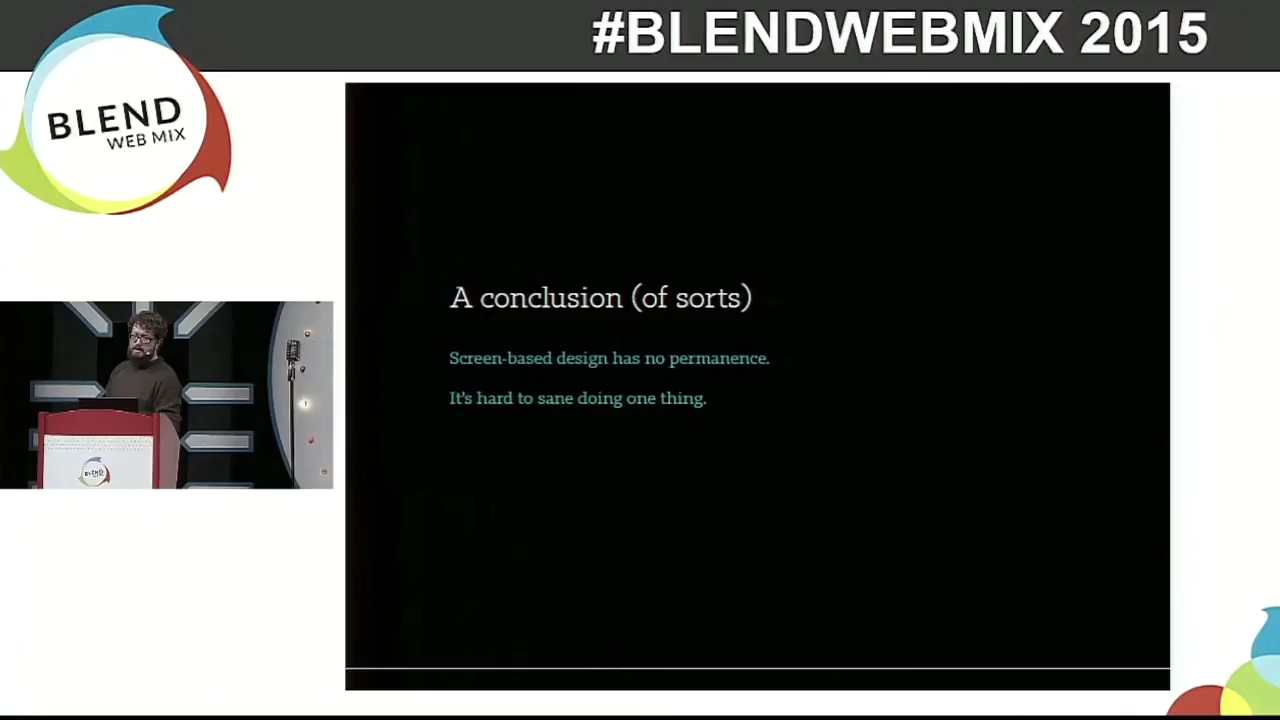 #BLENDWEBMIX 2015
BLEND
WEB MIX
A conclusion (of sorts)
Screen-based design has no permanence.
It's hard to sane doing one thing.
BLEND